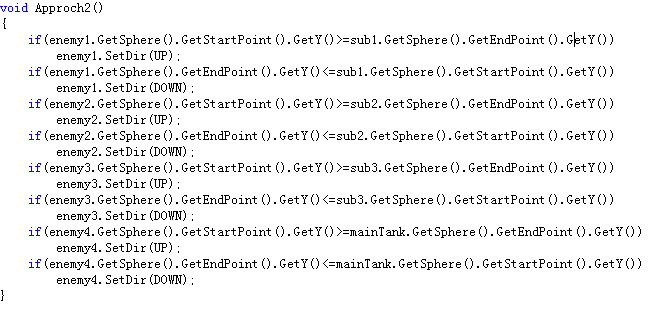 void Approch2()
{
if(enemy1.GetSphere().GetStartPoint().GetY()>=sub1.GetSphere().GetEndPoint().GetY())
enemy1.SetDir(UP);
if(enemy1.GetSphere().GetEndPoint().GetY()<=sub1.GetSphere().GetStartPoint().GetY())
enemy1.SetDir(DOWN);
if(enemy2.GetSphere().GetStartPoint().GetY()>=sub2.GetSphere().GetEndPoint().GetY())
enemy2.SetDir(UP);
if(enemy2.GetSphere().GetEndPoint().GetY()<=sub2.GetSphere().GetStartPoint().GetY())
enemy2.SetDir(DOWN);
if(enemy3.GetSphere().GetStartPoint().GetY()>=sub3.GetSphere().GetEndPoint().GetY())
enemy3.SetDir(UP);
if(enemy3.GetSphere().GetEndPoint().GetY()<=sub3.GetSphere().GetStartPoint().GetY())
enemy3.SetDir(DOWN);
if(enemy4.GetSphere().GetStartPoint().GetY()>=mainTank.GetSphere().GetEndPoint().GetY())
enemy4.SetDir(UP);
if(enemy4.GetSphere().GetEndPoint().GetY()<=mainTank.GetSphere().GetStartPoint().GetY())
enemy4.SetDir(DOWN);
}